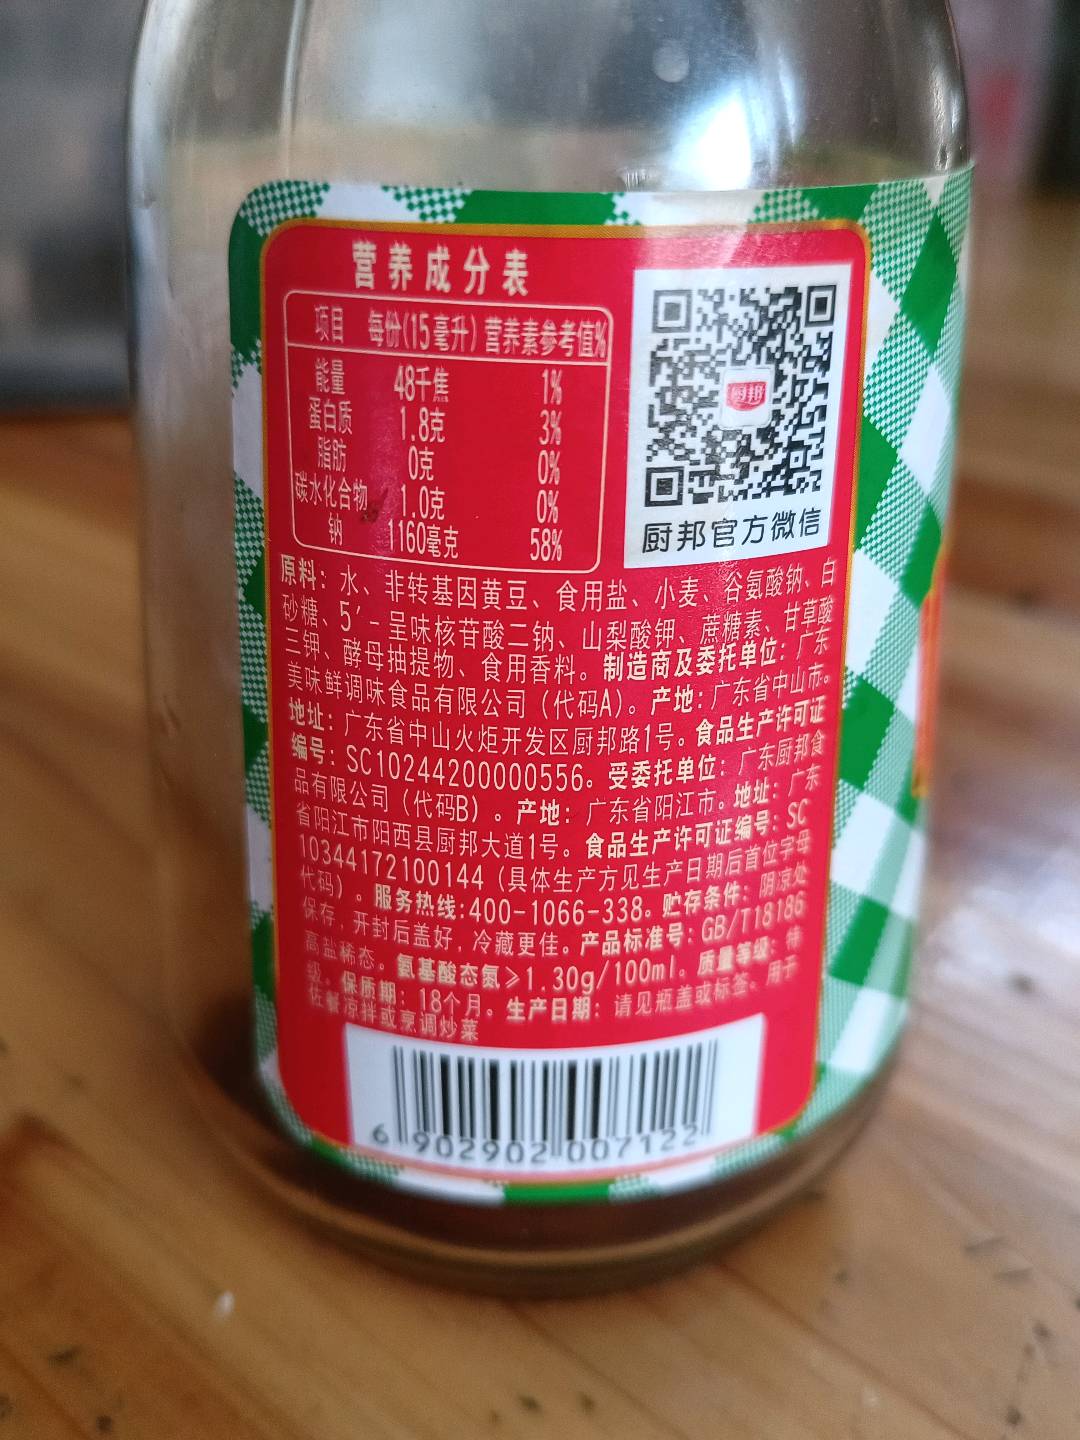 营养成分表
项目 每份(15毫升) 营养素参考值%
能量 48千焦 1%
蛋白质 1.8克 3%
脂肪 0克 0%
碳水化合物 1.0克 0%
钠 1160毫克 58%
厨邦
厨邦官方微信
原料：水、非转基因黄豆、食用盐、小麦、谷氨酸钠、白
砂糖、5′-呈味核苷酸二钠、山梨酸钾、蔗糖素、甘草酸
三钾、酵母抽提物、食用香料。制造商及委托单位：广东
美味鲜调味食品有限公司（代码A）。产地：广东省中山市。
地址：广东省中山火炬开发区厨邦路1号。食品生产许可证
编号：SC10244200000556。受委托单位：广东厨邦食
品有限公司（代码B）。产地：广东省阳江市。地址：广东
省阳江市阳西县厨邦大道1号。食品生产许可证编号：SC
10344172100144（具体生产方见生产日期后首位字母
代码）。服务热线:400-1066-338。贮存条件：阴凉处
保存，开封后盖好，冷藏更佳。产品标准号：GB/T18186
高盐稀态。氨基酸态氮≥1.30g/100ml。质量等级：特
级。保质期：18个月。生产日期：请见瓶盖或标签。用于
佐餐凉拌或烹调炒菜
6 902902 007122